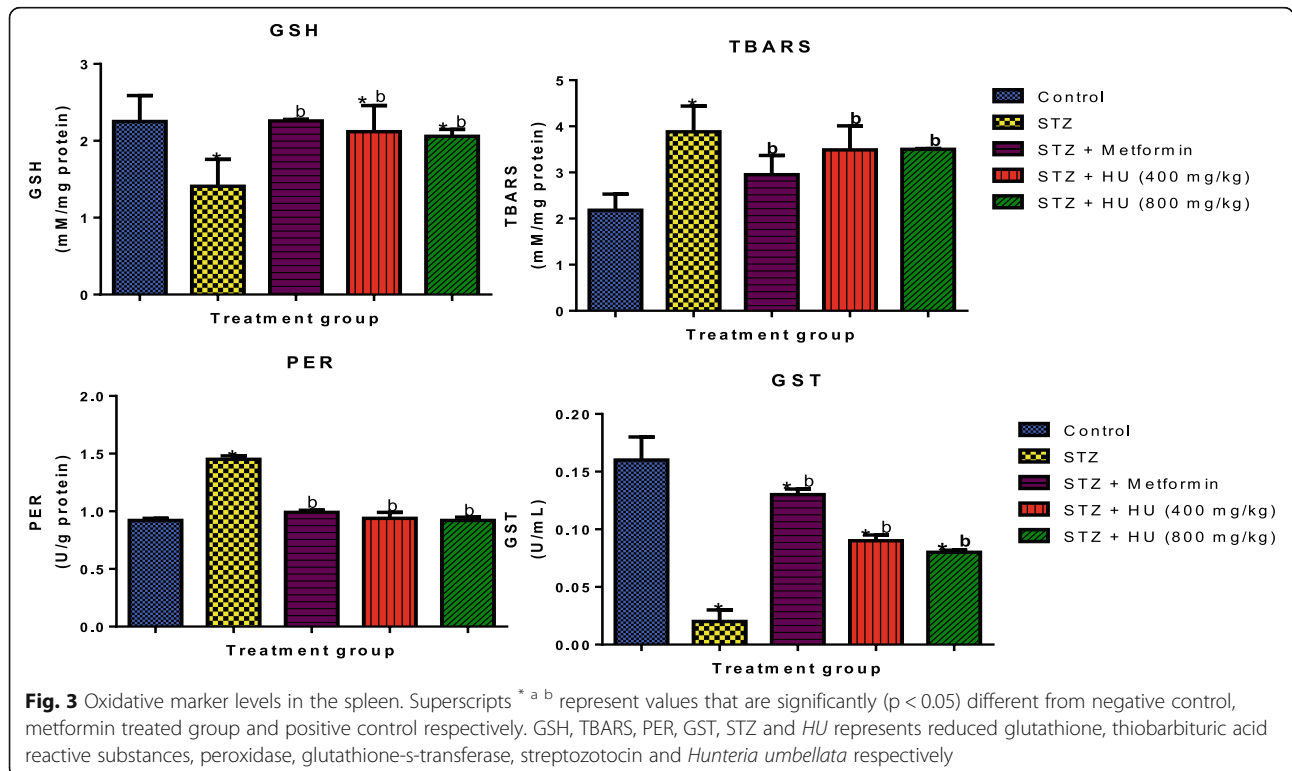 GSH
3
2
1
0
GSH
(mM/mg protein)
*
b
* b
* b
Treatment group
TBARS
5
4
3
2
1
0
TBARS
(mM/mg protein)
*
b
b
b
Treatment group
Control
STZ
STZ + Metformin
STZ + HU (400 mg/kg)
STZ + HU (800 mg/kg)
PER
2.0
1.5
1.0
0.5
0.0
PER
(U/g protein)
*
b
b
b
Treatment group
GST
0.20
0.15
0.10
0.05
0.00
GST
(U/mL)
*
* b
* b
* b
Treatment group
Control
STZ
STZ + Metformin
STZ + HU (400 mg/kg)
STZ + HU (800 mg/kg)
Fig. 3 Oxidative marker levels in the spleen. Superscripts * a b represent values that are significantly (p < 0.05) different from negative control,
metformin treated group and positive control respectively. GSH, TBARS, PER, GST, STZ and HU represents reduced glutathione, thiobarbituric acid
reactive substances, peroxidase, glutathione-s-transferase, streptozotocin and Hunteria umbellata respectively